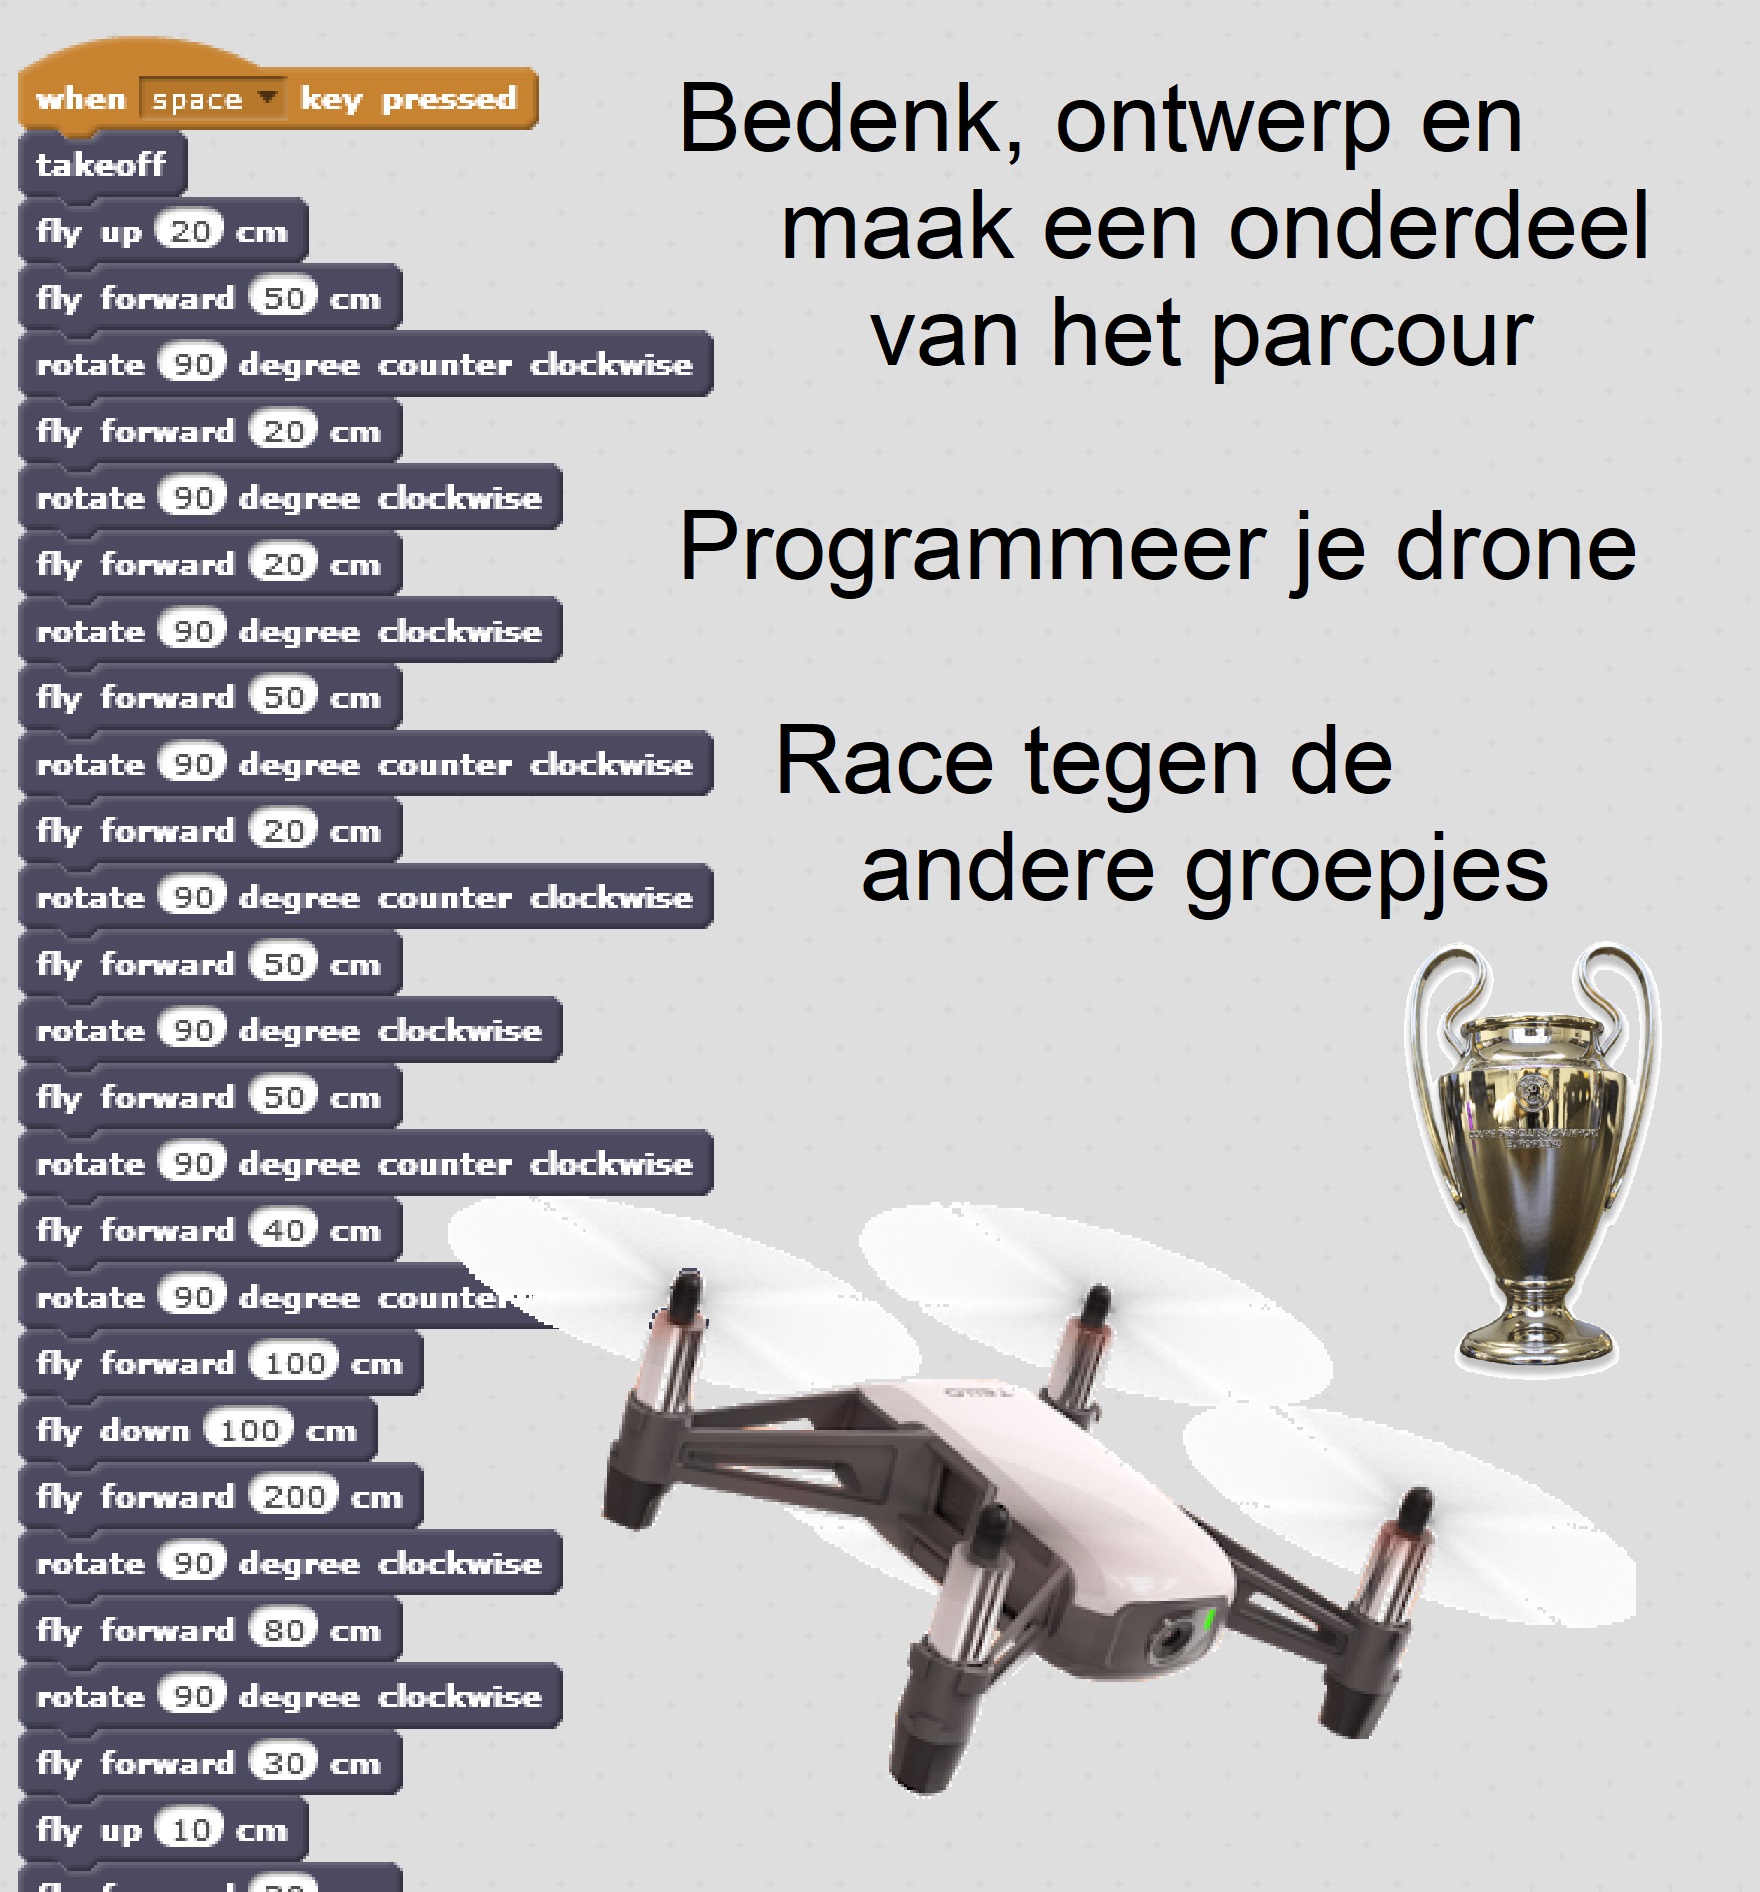 when space key pressed
takeoff
fly up 20 cm
fly forward 50 cm
rotate 90 degree counter clockwise
fly forward 20 cm
rotate 90 degree clockwise
fly forward 20 cm
rotate 90 degree clockwise
fly forward 50 cm
rotate 90 degree counter clockwise
fly forward 20 cm
rotate 90 degree counter clockwise
fly forward 50 cm
rotate 90 degree clockwise
fly forward 50 cm
rotate 90 degree counter clockwise
fly forward 40 cm
rotate 90 degree counter
fly forward 100 cm
fly down 100 cm
fly forward 200 cm
rotate 90 degree clockwise
fly forward 80 cm
rotate 90 degree clockwise
fly forward 30 cm
fly up 10 cm
Bedenk, ontwerp en
maak een onderdeel
van het parcour
Programmeer je drone
Race tegen de
andere groepjes
TELLO